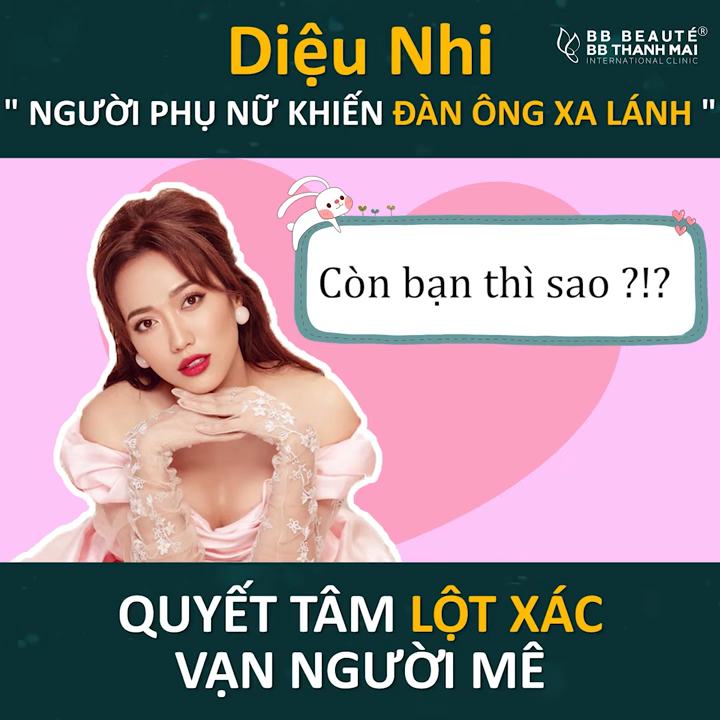 Diệu Nhi
BB BEAUTÉ®
BB THANH MAI
INTERNATIONAL CLINIC
" NGƯỜI PHỤ NỮ KHIẾN ĐÀN ÔNG XA LÁNH "
Còn bạn thì sao ?!?
QUYẾT TÂM LỘT XÁC
VẠN NGƯỜI MÊ